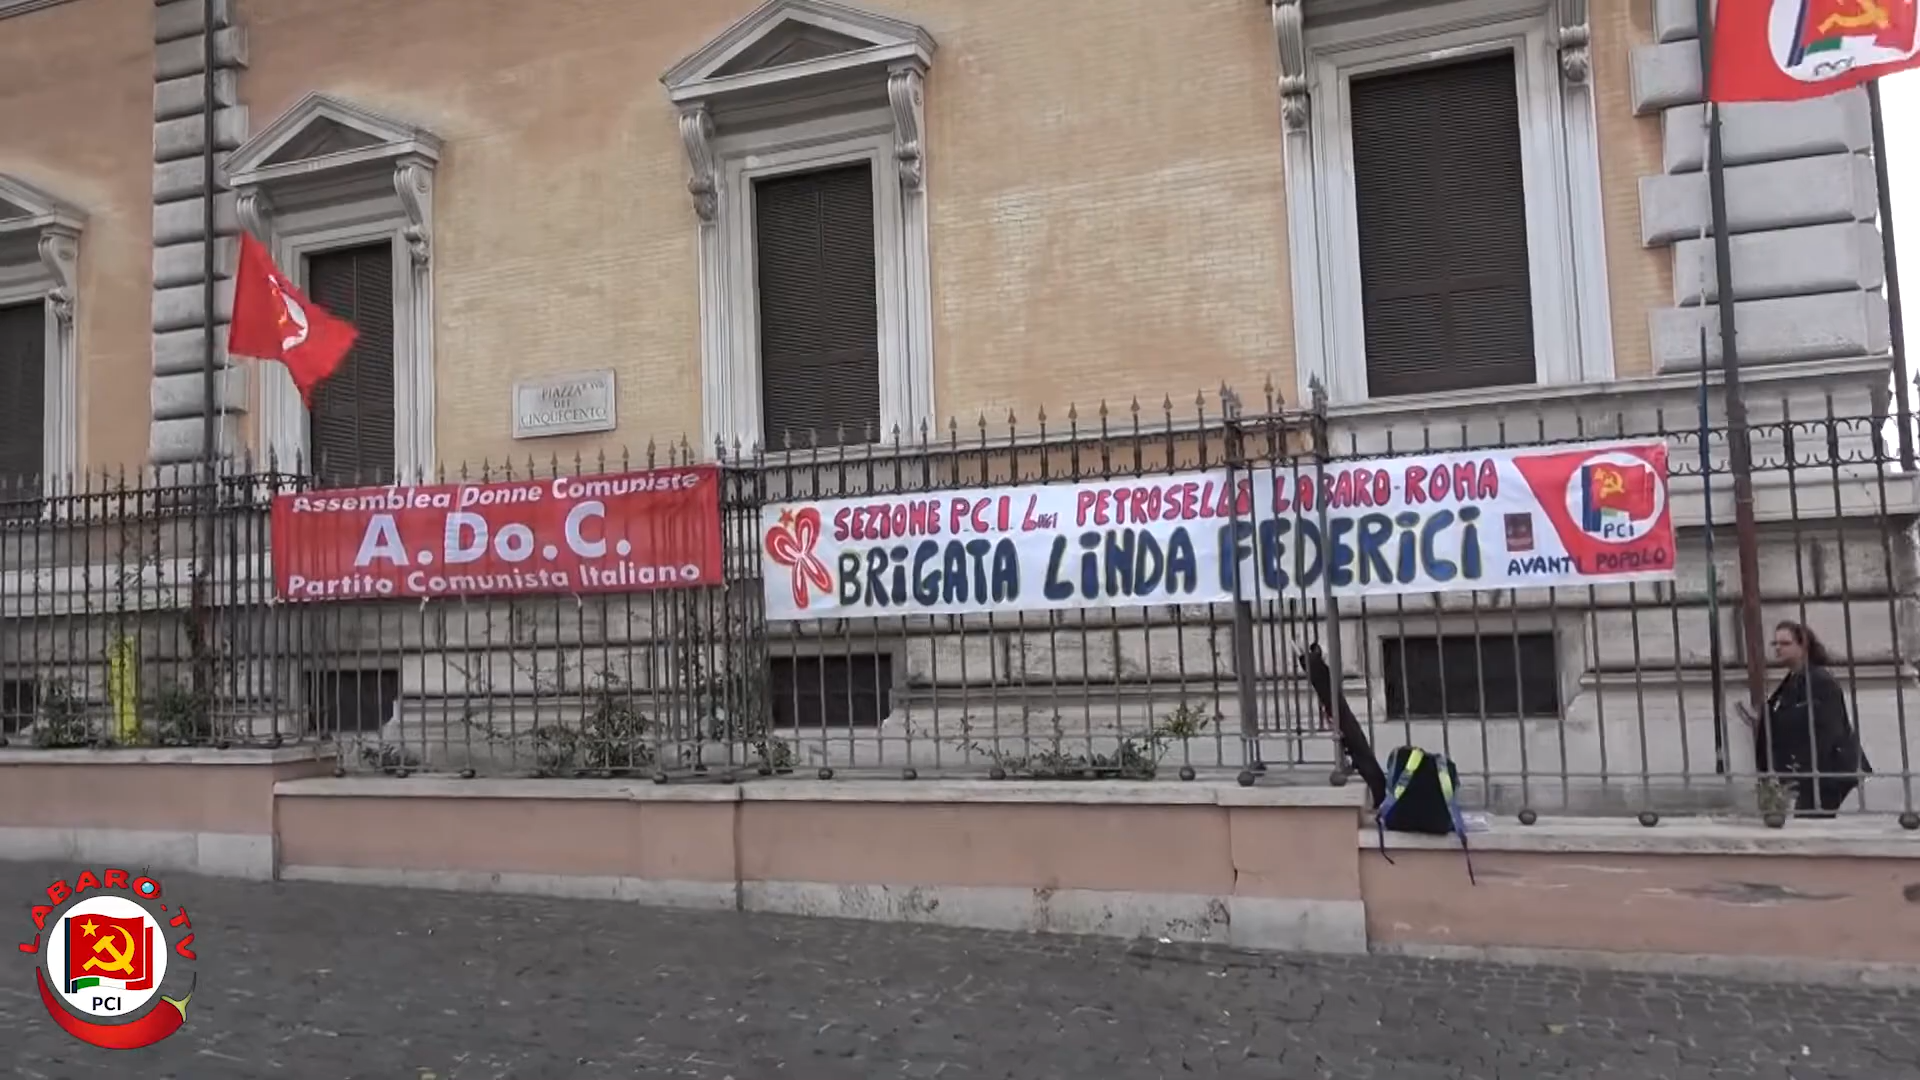 PCI
PIAZZA
DEI
CINQUECENTO
Assemblea Donne Comuniste
A.Do.C.
Partito Comunista Italiano
SEZIONE P.C.I. Luigi PETROSELLI LABARO-ROMA
BRiGATA LiNDA FEDERiCi
PCI
AVANTI POPOLO
LABARO.TV
PCI